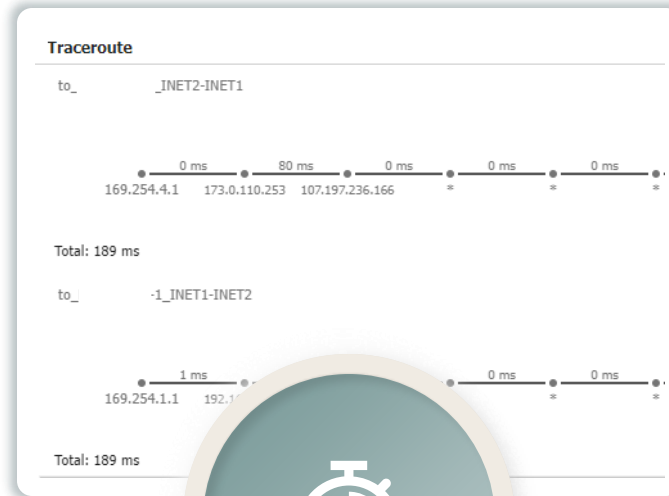 Traceroute
to_ _INET2-INET1
0 ms 80 ms 0 ms 0 ms 0 ms
169.254.4.1 173.0.110.253 107.197.236.166 * * *
Total: 189 ms
to_ -1_INET1-INET2
1 ms 0 ms 0 ms
169.254.1.1 * *
Total: 189 ms